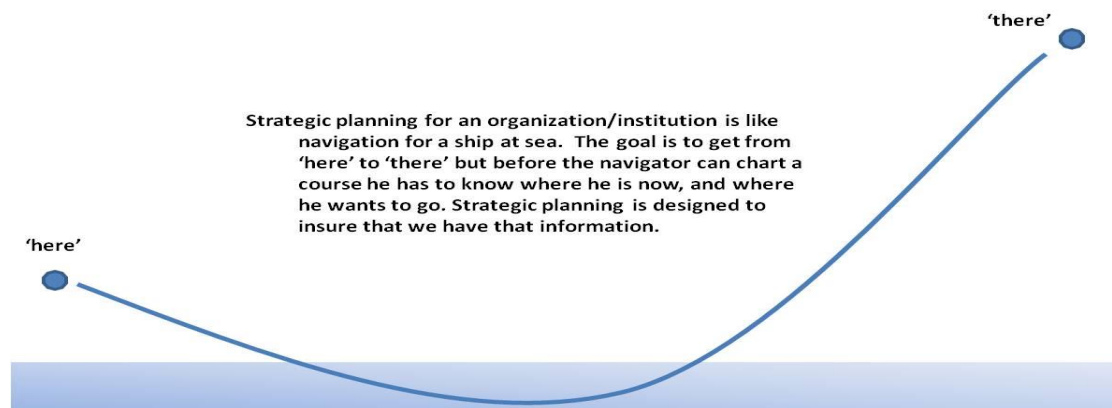 ‘there’
Strategic planning for an organization/institution is like
navigation for a ship at sea.  The goal is to get from
‘here’ to ‘there’ but before the navigator can chart a
course he has to know where he is now, and where
he wants to go. Strategic planning is designed to
insure that we have that information.
‘here’